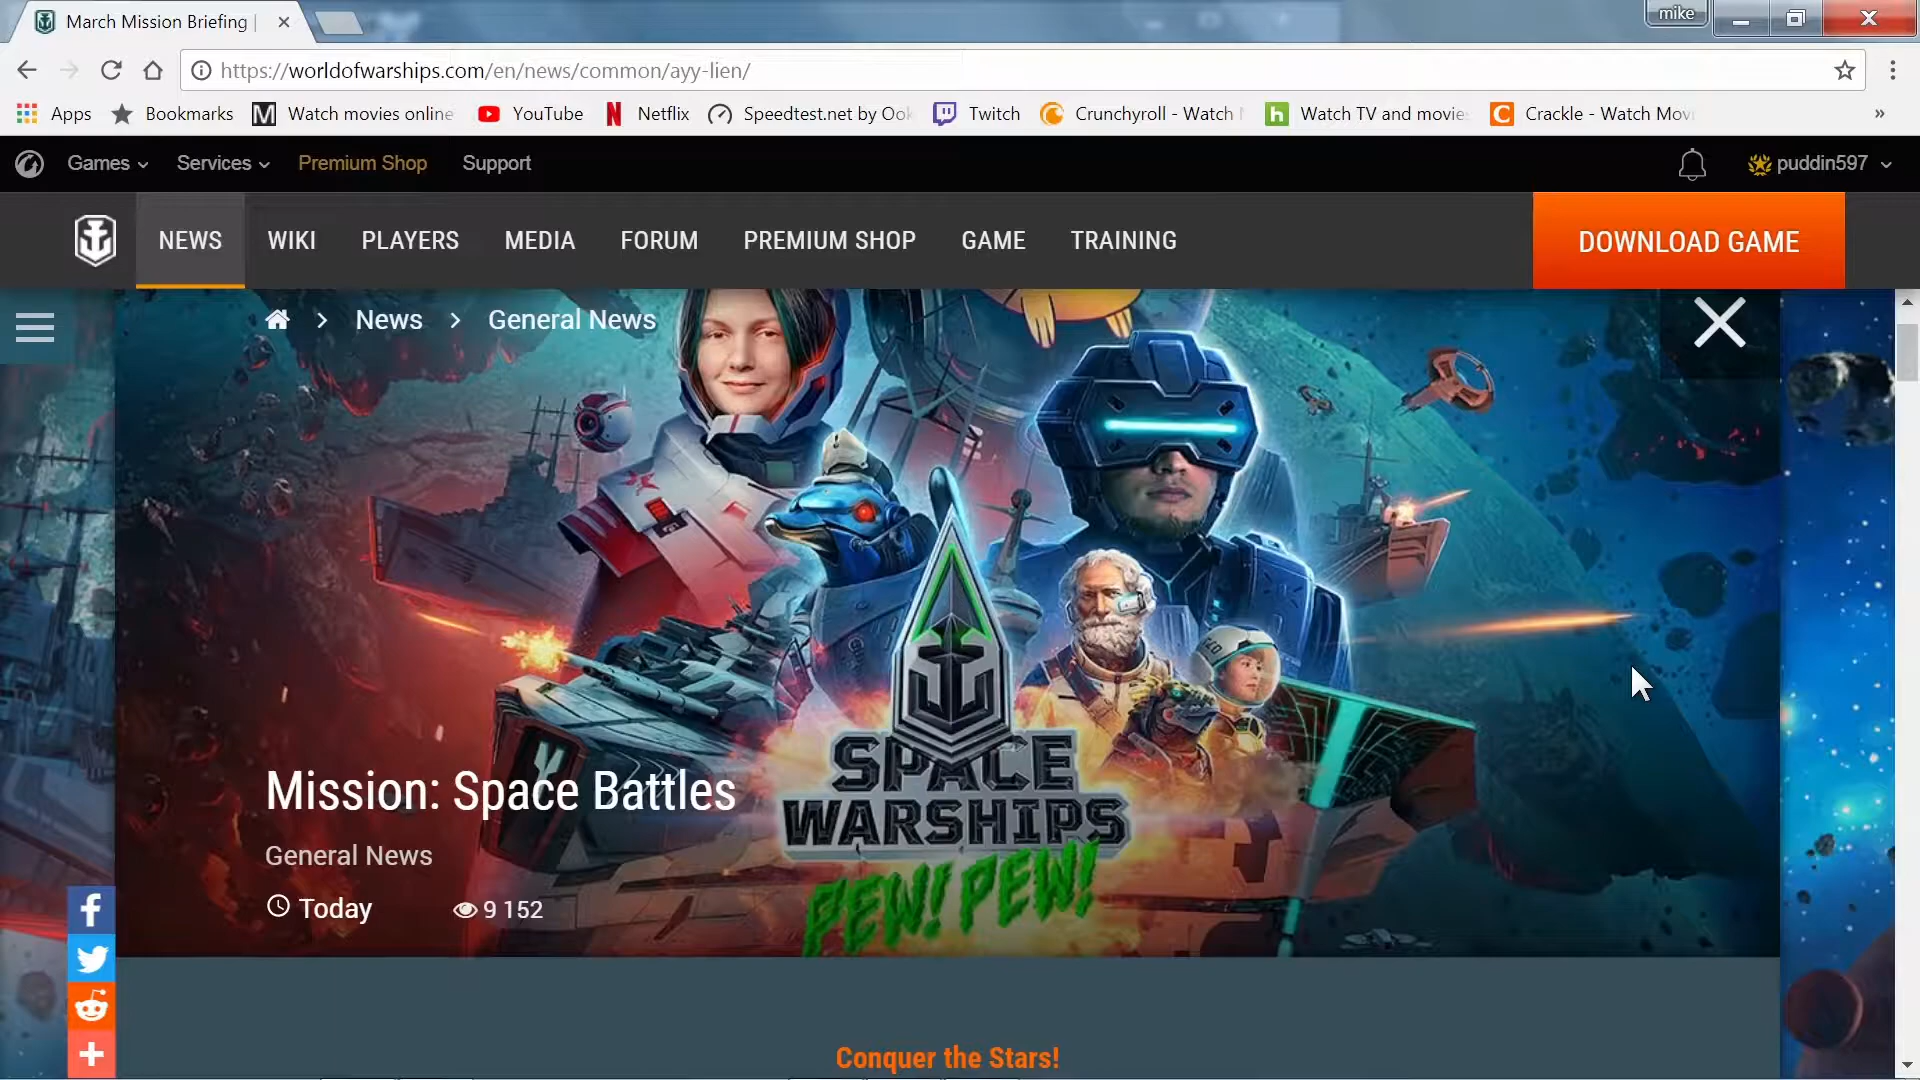 March Mission Briefing |
mike
https://worldofwarships.com/en/news/common/ayy-lien/
Apps Bookmarks Watch movies online YouTube Netflix Speedtest.net by Ook Twitch Crunchyroll - Watch Watch TV and movie Crackle - Watch Mov »
Games Services Premium Shop Support puddin597
NEWS WIKI PLAYERS MEDIA FORUM PREMIUM SHOP GAME TRAINING DOWNLOAD GAME
News > General News
SPACE
WARSHIPS
PEW! PEW!
Mission: Space Battles
General News
Today 9 152
Conquer the Stars!